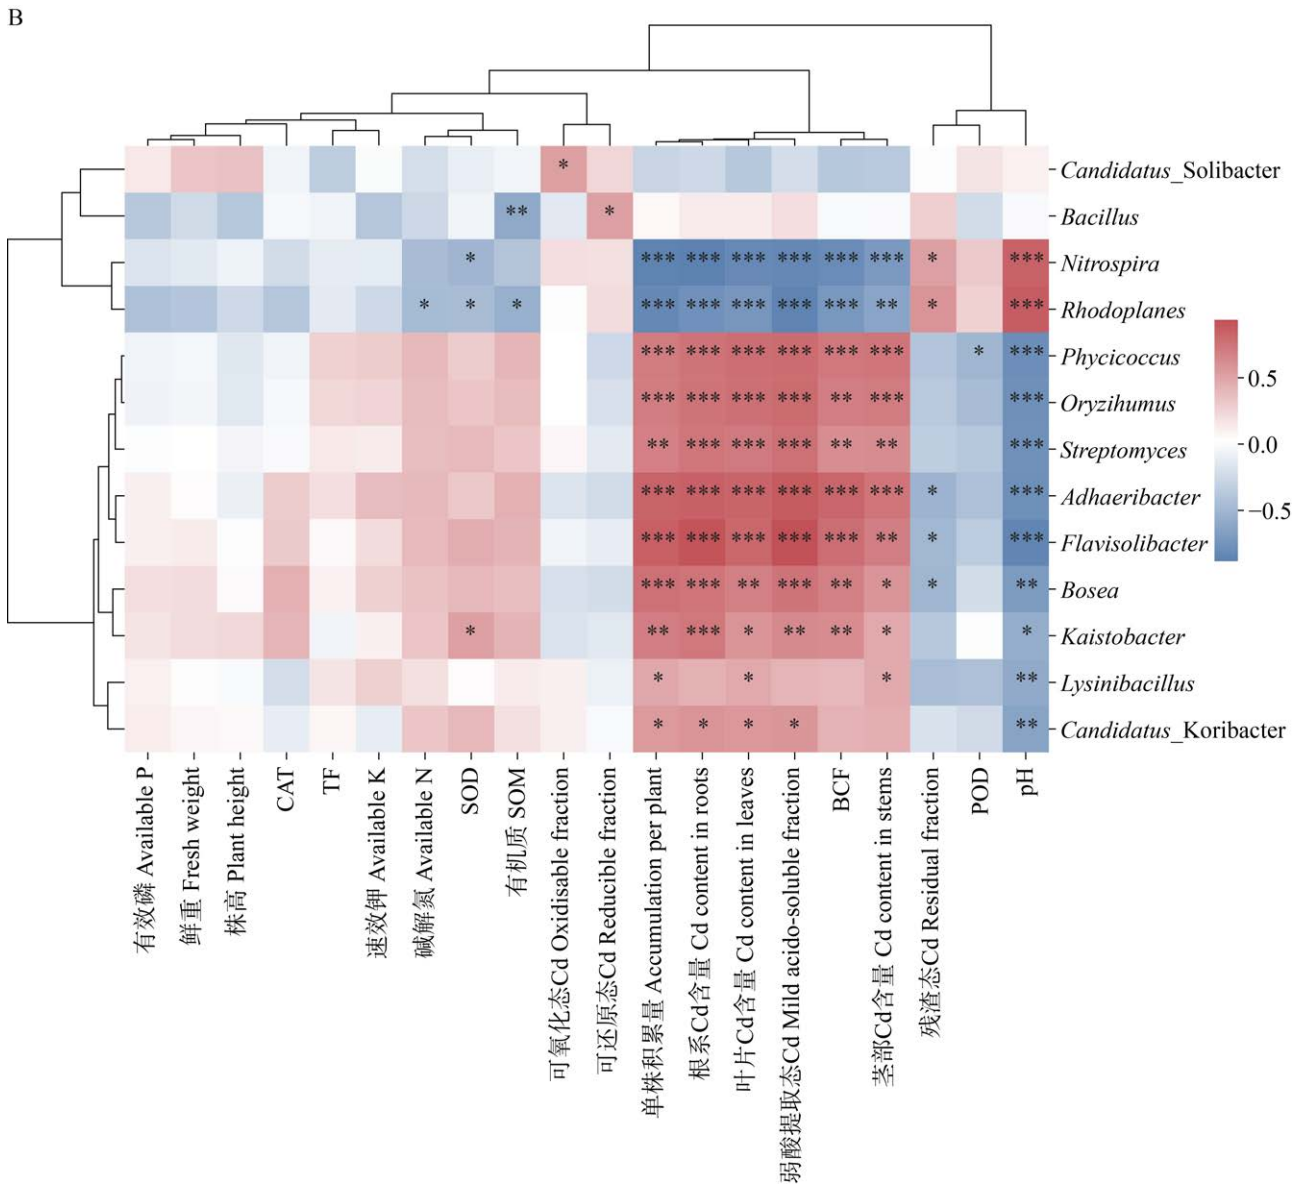 B
* Candidatus_Solibacter
** * Bacillus
* *** *** *** *** *** *** * *** Nitrospira
* * * *** *** *** *** *** ** * *** Rhodoplanes
*** *** *** *** *** *** * *** Phycicoccus
*** *** *** *** ** *** *** Oryzihumus
** *** *** *** ** ** *** Streptomyces
*** *** *** *** *** *** * *** Adhaeribacter
*** *** *** *** *** ** * *** Flavisolibacter
*** *** ** *** ** * * ** Bosea
* ** *** * ** ** * * Kaistobacter
* * * ** Lysinibacillus
* * * * ** Candidatus_Koribacter
0.5
0.0
−0.5
有效磷 Available P
鲜重 Fresh weight
株高 Plant height
CAT
TF
速效钾 Available K
碱解氮 Available N
SOD
有机质 SOM
可氧化态Cd Oxidisable fraction
可还原态Cd Reducible fraction
单株积累量 Accumulation per plant
根系Cd含量 Cd content in roots
叶片Cd含量 Cd content in leaves
弱酸提取态Cd Mild acido-soluble fraction
BCF
茎部Cd含量 Cd content in stems
残渣态Cd Residual fraction
POD
pH